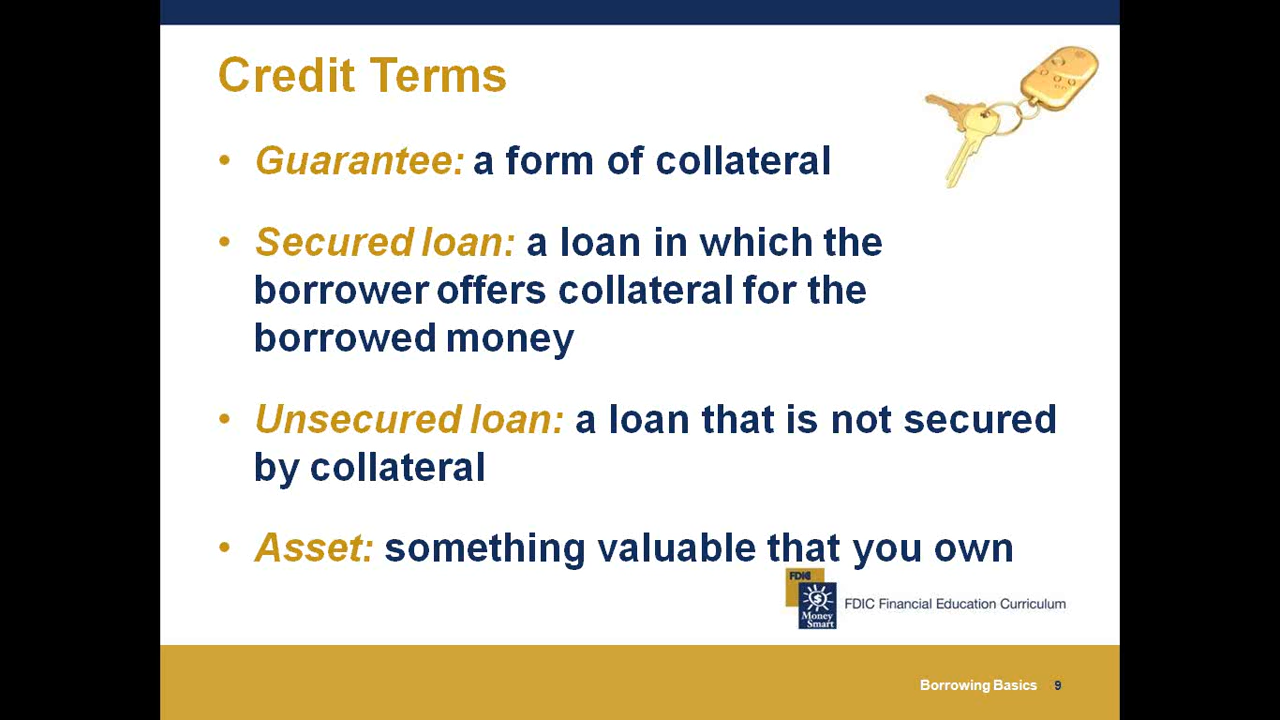 Credit Terms
• Guarantee: a form of collateral
• Secured loan: a loan in which the
borrower offers collateral for the
borrowed money
• Unsecured loan: a loan that is not secured
by collateral
• Asset: something valuable that you own
FDIC
$
Money
Smart
FDIC Financial Education Curriculum
Borrowing Basics 9